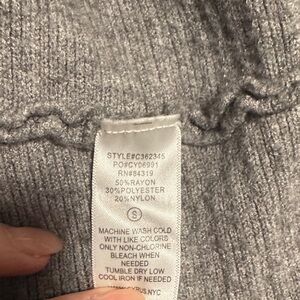 STYLE#C362345
PO#CY06991
RN#84319
50%RAYON
30%POLYESTER
20%NYLON
S
MACHINE WASH COLD
WITH LIKE COLORS
ONLY NON-CHLORINE
BLEACH WHEN
NEEDED
TUMBLE DRY LOW
COOL IRON IF NEEDED